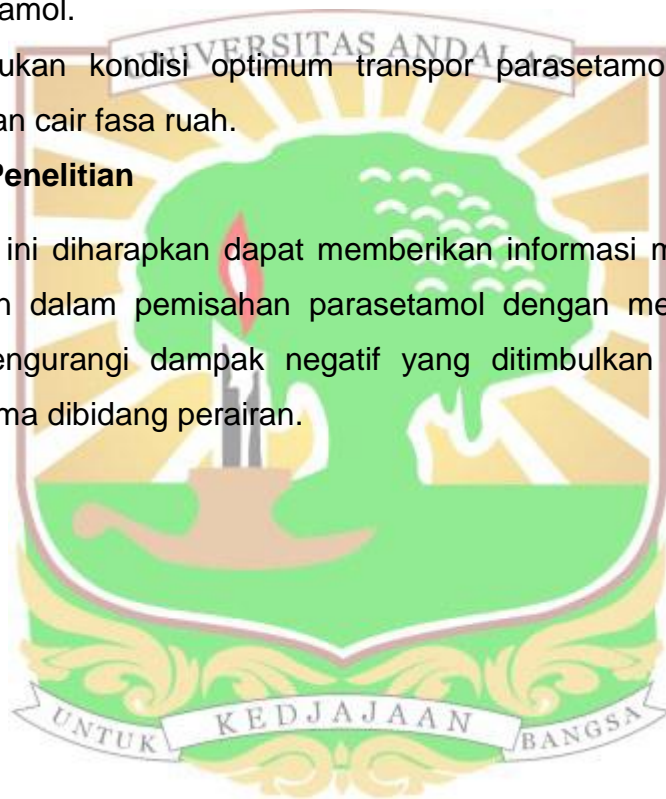 amol.
UNIVERSITAS ANDALAS
ukan kondisi optimum transpor parasetamo
an cair fasa ruah.
Penelitian
ini diharapkan dapat memberikan informasi m
n dalam pemisahan parasetamol dengan me
engurangi dampak negatif yang ditimbulkan
ma dibidang perairan.
UNTUK KEDJAJAAN BANGSA